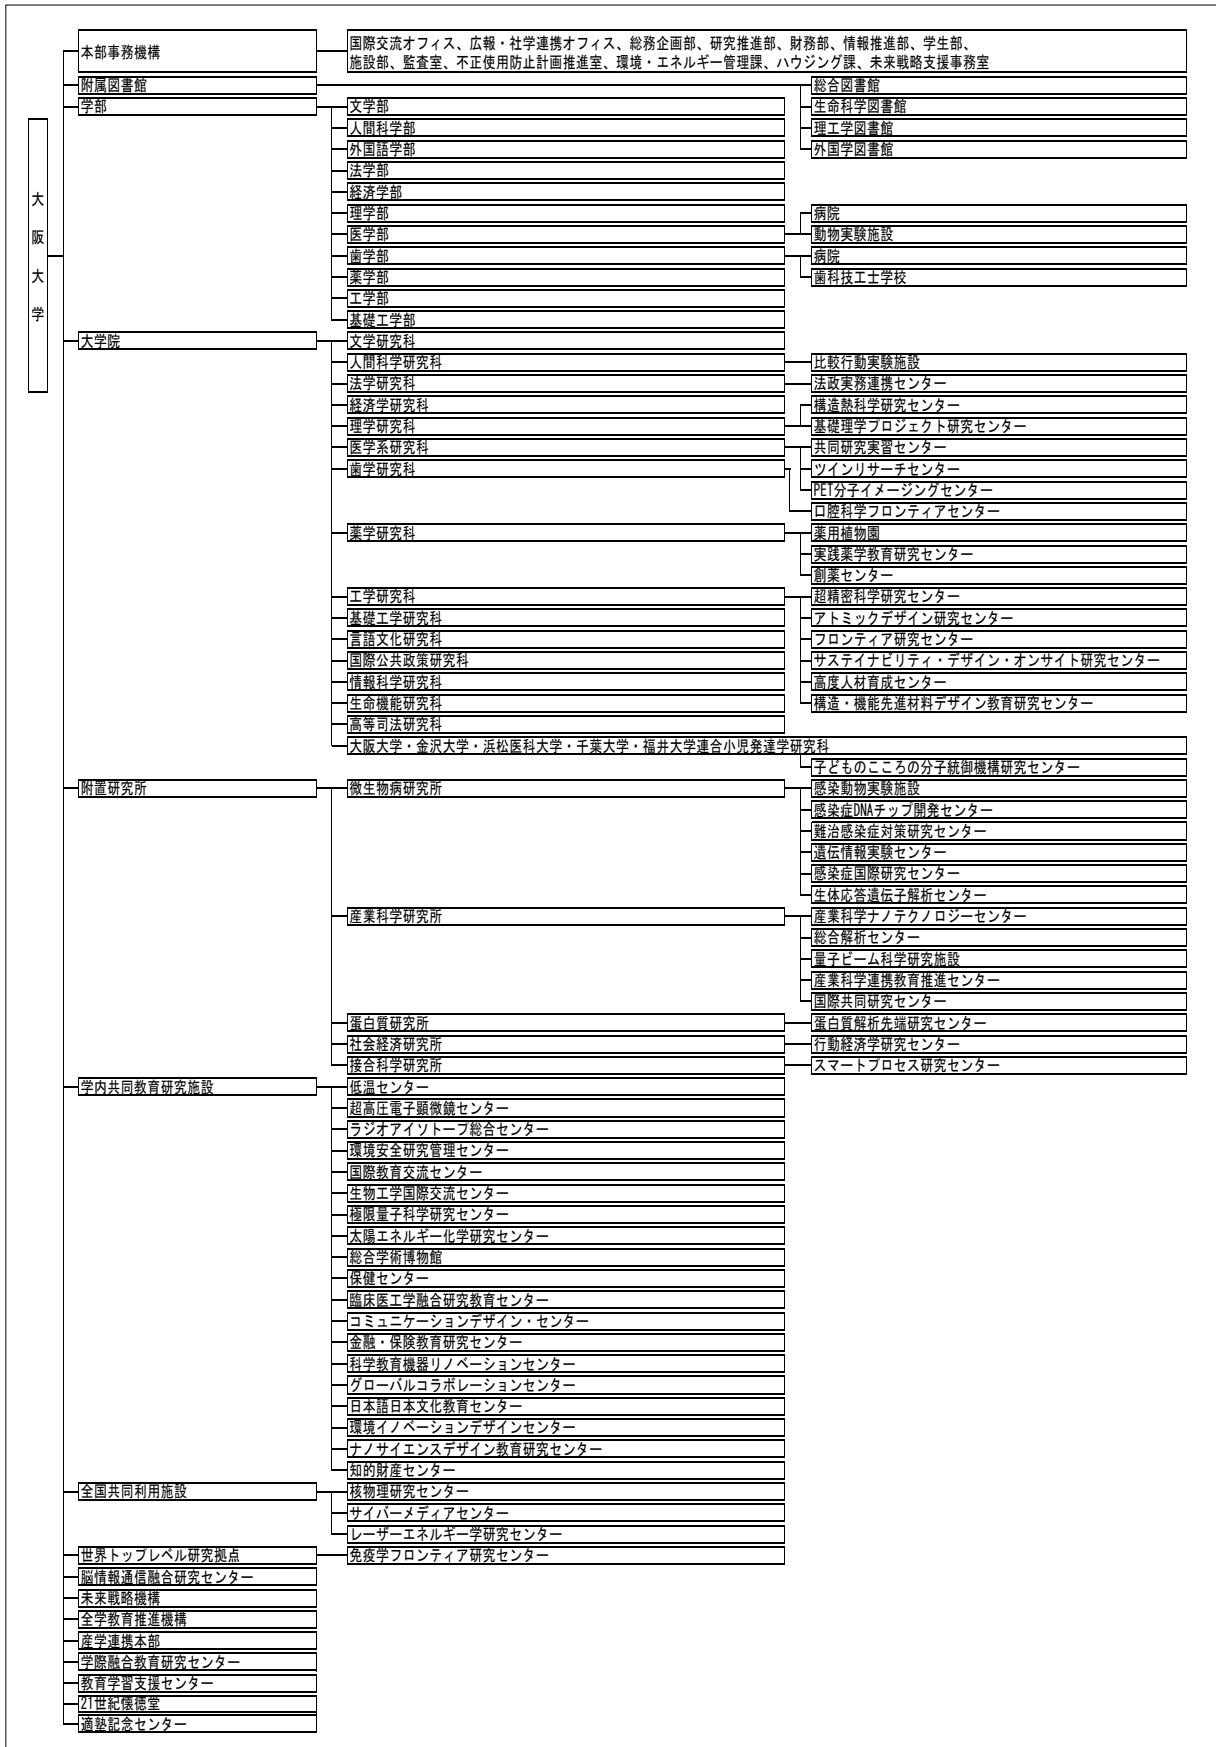 大阪大学
本部事務機構
国際交流オフィス、広報・社学連携オフィス、総務企画部、研究推進部、財務部、情報推進部、学生部、
施設部、監査室、不正使用防止計画推進室、環境・エネルギー管理課、ハウジング課、未来戦略支援事務室
附属図書館
総合図書館
生命科学図書館
理工学図書館
外国学図書館
学部
文学部
人間科学部
外国語学部
法学部
経済学部
理学部
医学部
病院
動物実験施設
歯学部
病院
歯科技工士学校
薬学部
工学部
基礎工学部
大学院
文学研究科
人間科学研究科
比較行動実験施設
法学研究科
法政実務連携センター
経済学研究科
理学研究科
構造熱科学研究センター
基礎理学プロジェクト研究センター
医学系研究科
共同研究実習センター
ツインリサーチセンター
PET分子イメージングセンター
歯学研究科
口腔科学フロンティアセンター
薬学研究科
薬用植物園
実践薬学教育研究センター
創薬センター
工学研究科
超精密科学研究センター
アトミックデザイン研究センター
フロンティア研究センター
サステイナビリティ・デザイン・オンサイト研究センター
高度人材育成センター
構造・機能先進材料デザイン教育研究センター
基礎工学研究科
言語文化研究科
国際公共政策研究科
情報科学研究科
生命機能研究科
高等司法研究科
大阪大学・金沢大学・浜松医科大学・千葉大学・福井大学連合小児発達学研究科
子どものこころの分子統御機構研究センター
附置研究所
微生物病研究所
感染動物実験施設
感染症DNAチップ開発センター
難治感染症対策研究センター
遺伝情報実験センター
感染症国際研究センター
生体応答遺伝子解析センター
産業科学研究所
産業科学ナノテクノロジーセンター
総合解析センター
量子ビーム科学研究施設
産業科学連携教育推進センター
国際共同研究センター
蛋白質研究所
蛋白質解析先端研究センター
社会経済研究所
行動経済学研究センター
接合科学研究所
スマートプロセス研究センター
学内共同教育研究施設
低温センター
超高圧電子顕微鏡センター
ラジオアイソトープ総合センター
環境安全研究管理センター
国際教育交流センター
生物工学国際交流センター
極限量子科学研究センター
太陽エネルギー化学研究センター
総合学術博物館
保健センター
臨床医工学融合研究教育センター
コミュニケーションデザイン・センター
金融・保険教育研究センター
科学教育機器リノベーションセンター
グローバルコラボレーションセンター
日本語日本文化教育センター
環境イノベーションデザインセンター
ナノサイエンスデザイン教育研究センター
知的財産センター
全国共同利用施設
核物理研究センター
サイバーメディアセンター
レーザーエネルギー学研究センター
世界トップレベル研究拠点
免疫学フロンティア研究センター
脳情報通信融合研究センター
未来戦略機構
全学教育推進機構
産学連携本部
学際融合教育研究センター
教育学習支援センター
21世紀懐徳堂
適塾記念センター